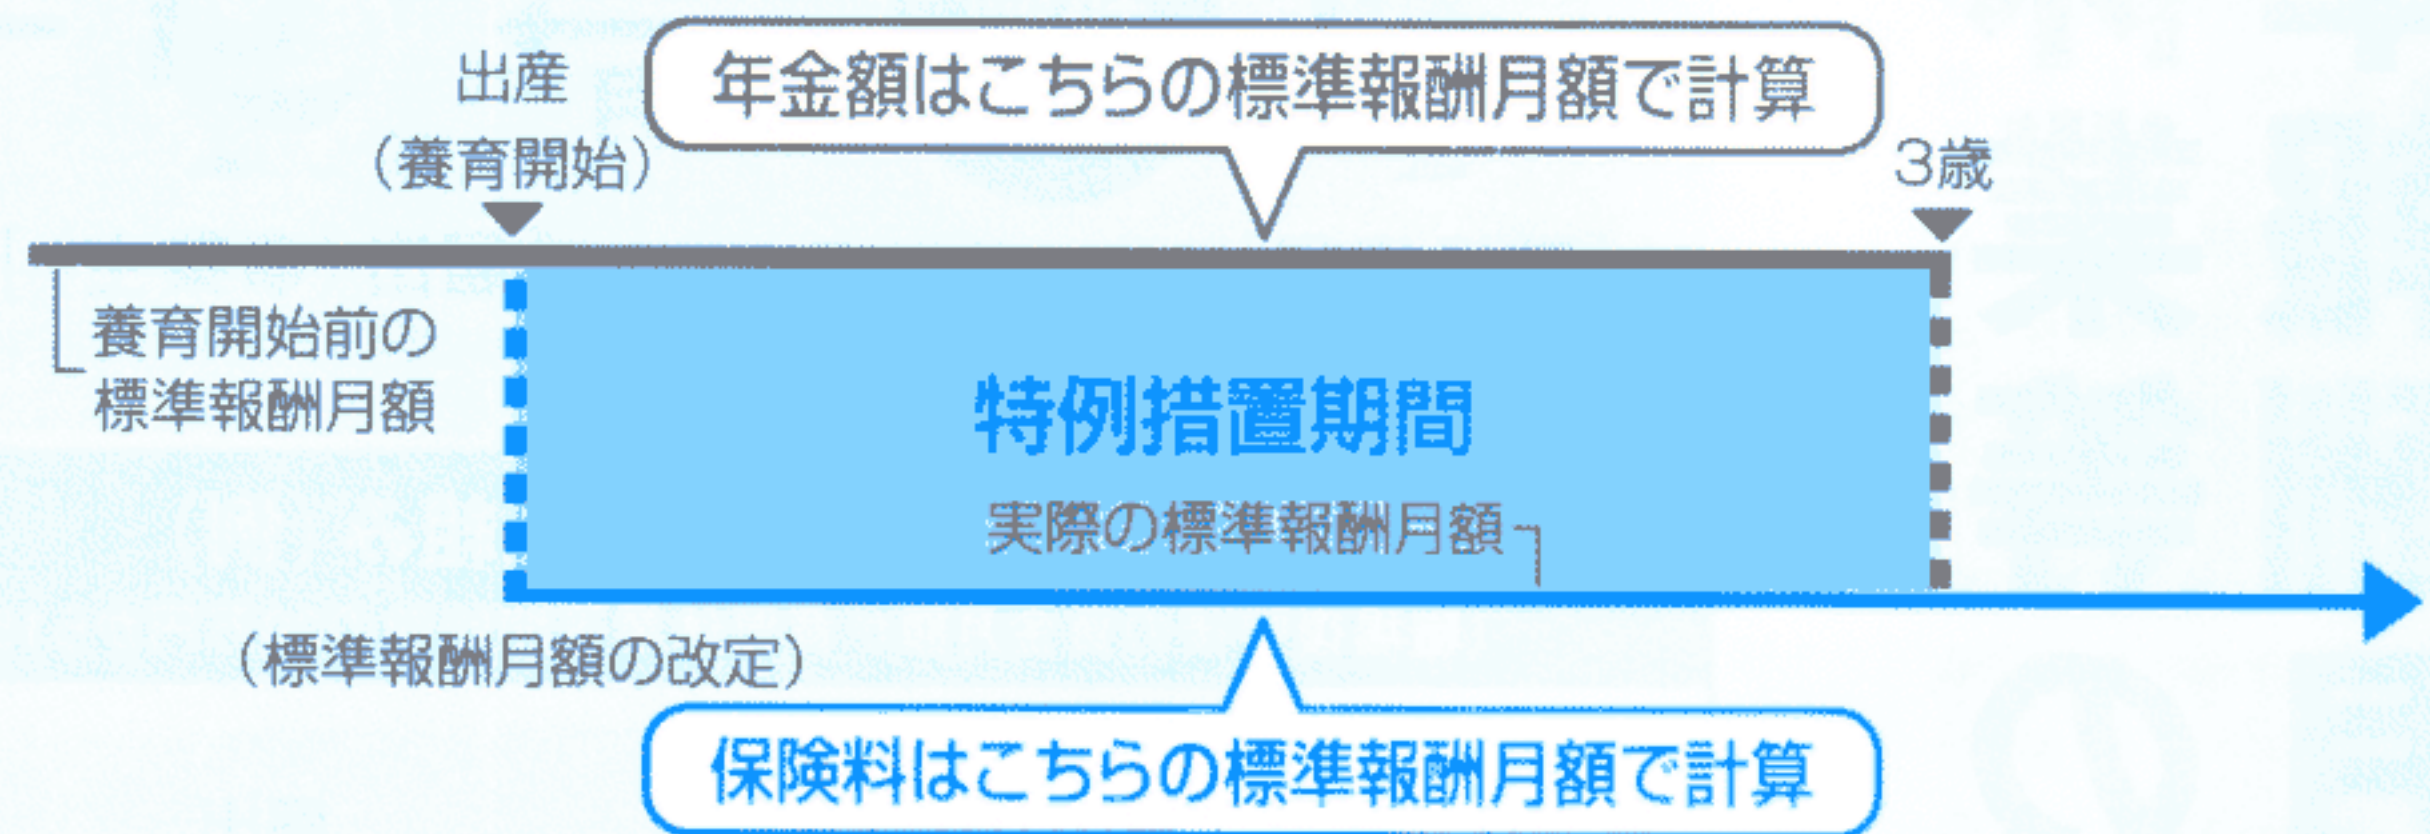 出産
（養育開始）
年金額はこちらの標準報酬月額で計算
3歳
養育開始前の
標準報酬月額
特例措置期間
実際の標準報酬月額
（標準報酬月額の改定）
保険料はこちらの標準報酬月額で計算